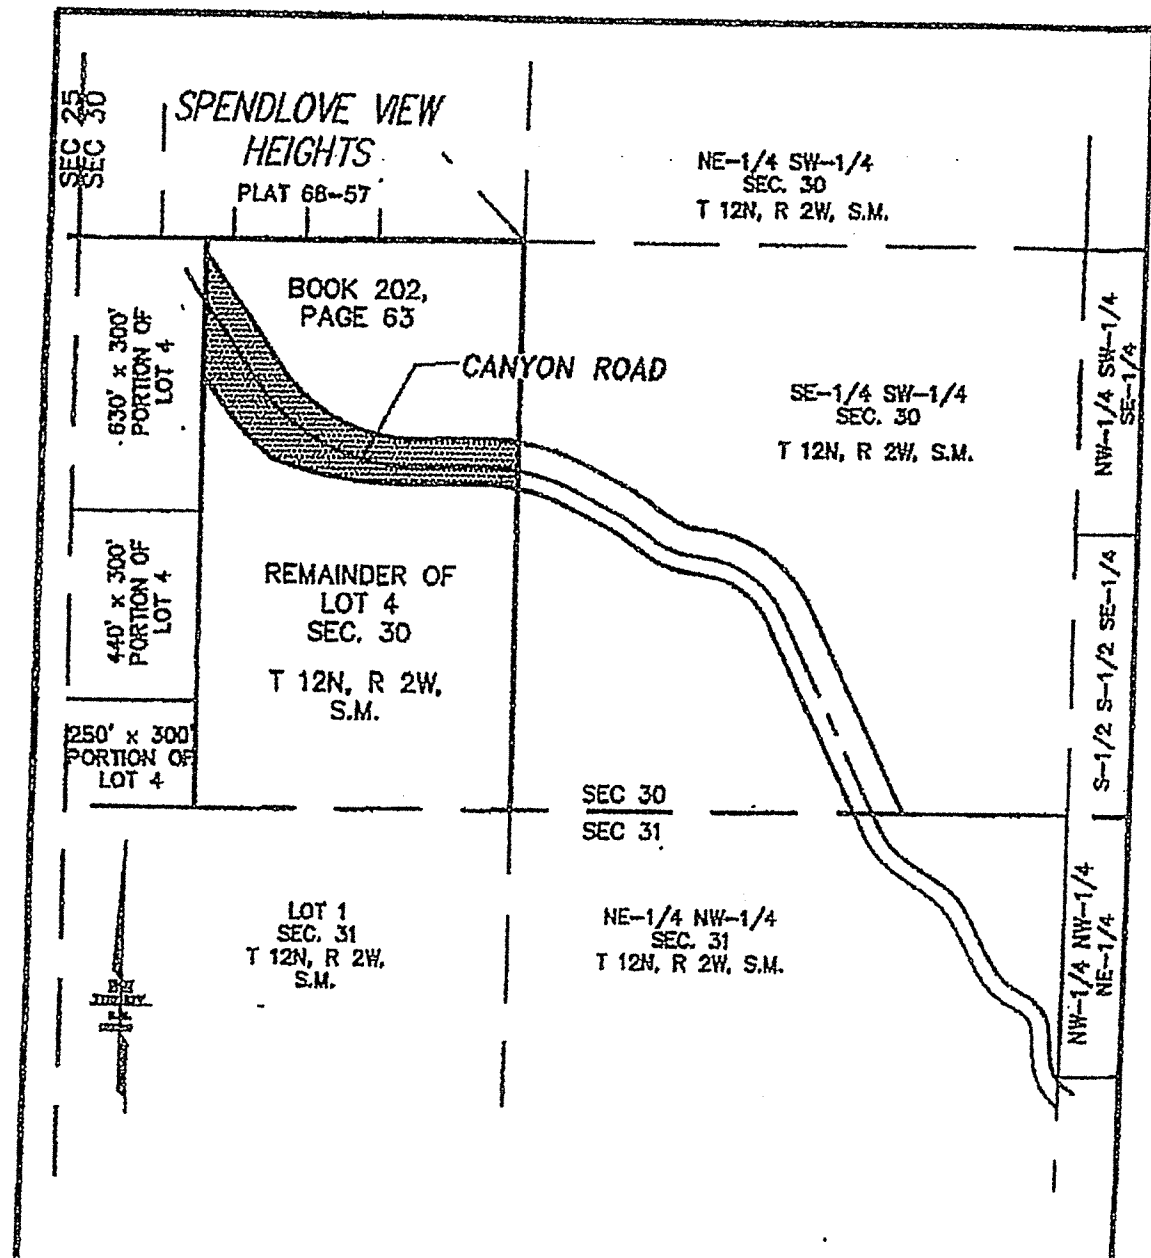 SEC 25
SEC 30
SPENDLOVE VIEW
HEIGHTS
PLAT 68-57
NE-1/4 SW-1/4
SEC. 30
T 12N, R 2W, S.M.
630' x 300'
PORTION OF
LOT 4
BOOK 202,
PAGE 63
CANYON ROAD
SE-1/4 SW-1/4
SEC. 30
T 12N, R 2W, S.M.
NW-1/4 SW-1/4
SE-1/4
440' x 300'
PORTION OF
LOT 4
REMAINDER OF
LOT 4
SEC. 30
T 12N, R 2W,
S.M.
S-1/2 S-1/2 SE-1/4
250' x 300'
PORTION OF
LOT 4
SEC 30
SEC 31
LOT 1
SEC. 31
T 12N, R 2W,
S.M.
NE-1/4 NW-1/4
SEC. 31
T 12N, R 2W, S.M.
NW-1/4 NW-1/4
NE-1/4